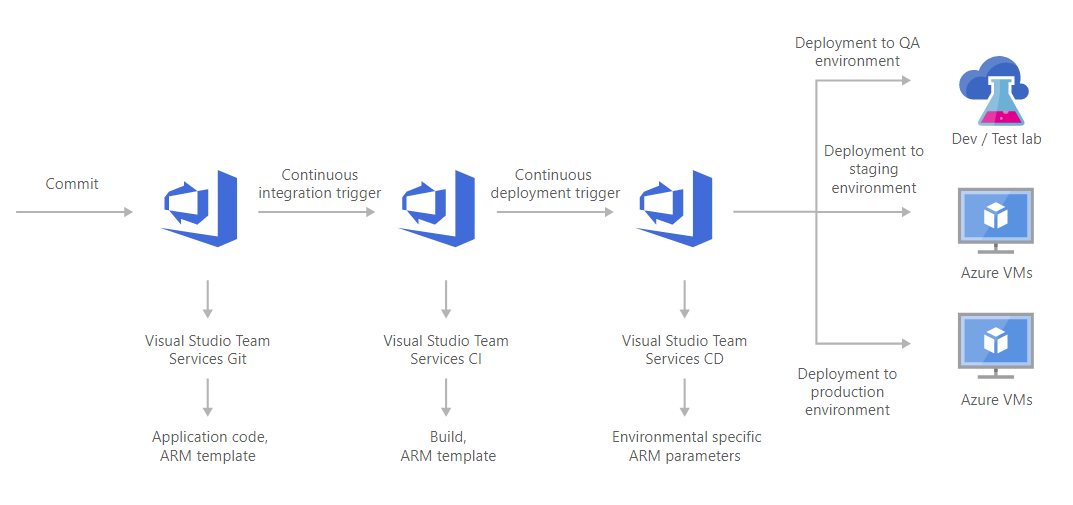 Deployment to QA
environment
Dev / Test lab
Commit
Continuous
integration trigger
Continuous
deployment trigger
Deployment to
staging
environment
Azure VMs
Visual Studio Team
Services Git
Visual Studio Team
Services CI
Visual Studio Team
Services CD
Deployment to
production
environment
Azure VMs
Application code,
ARM template
Build,
ARM template
Environmental specific
ARM parameters